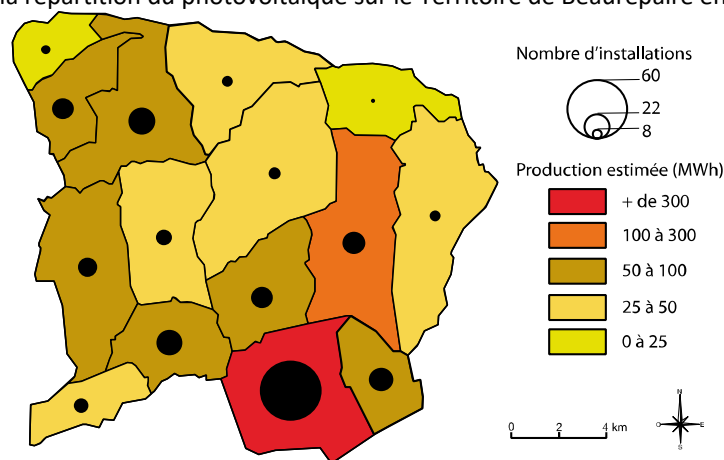 la répartition du photovoltaïque sur le Territoire de Beaurepaire en
Nombre d'installations
60
22
8
Production estimée (MWh)
+ de 300
100 à 300
50 à 100
25 à 50
0 à 25
0 2 4 km
N
O E
S